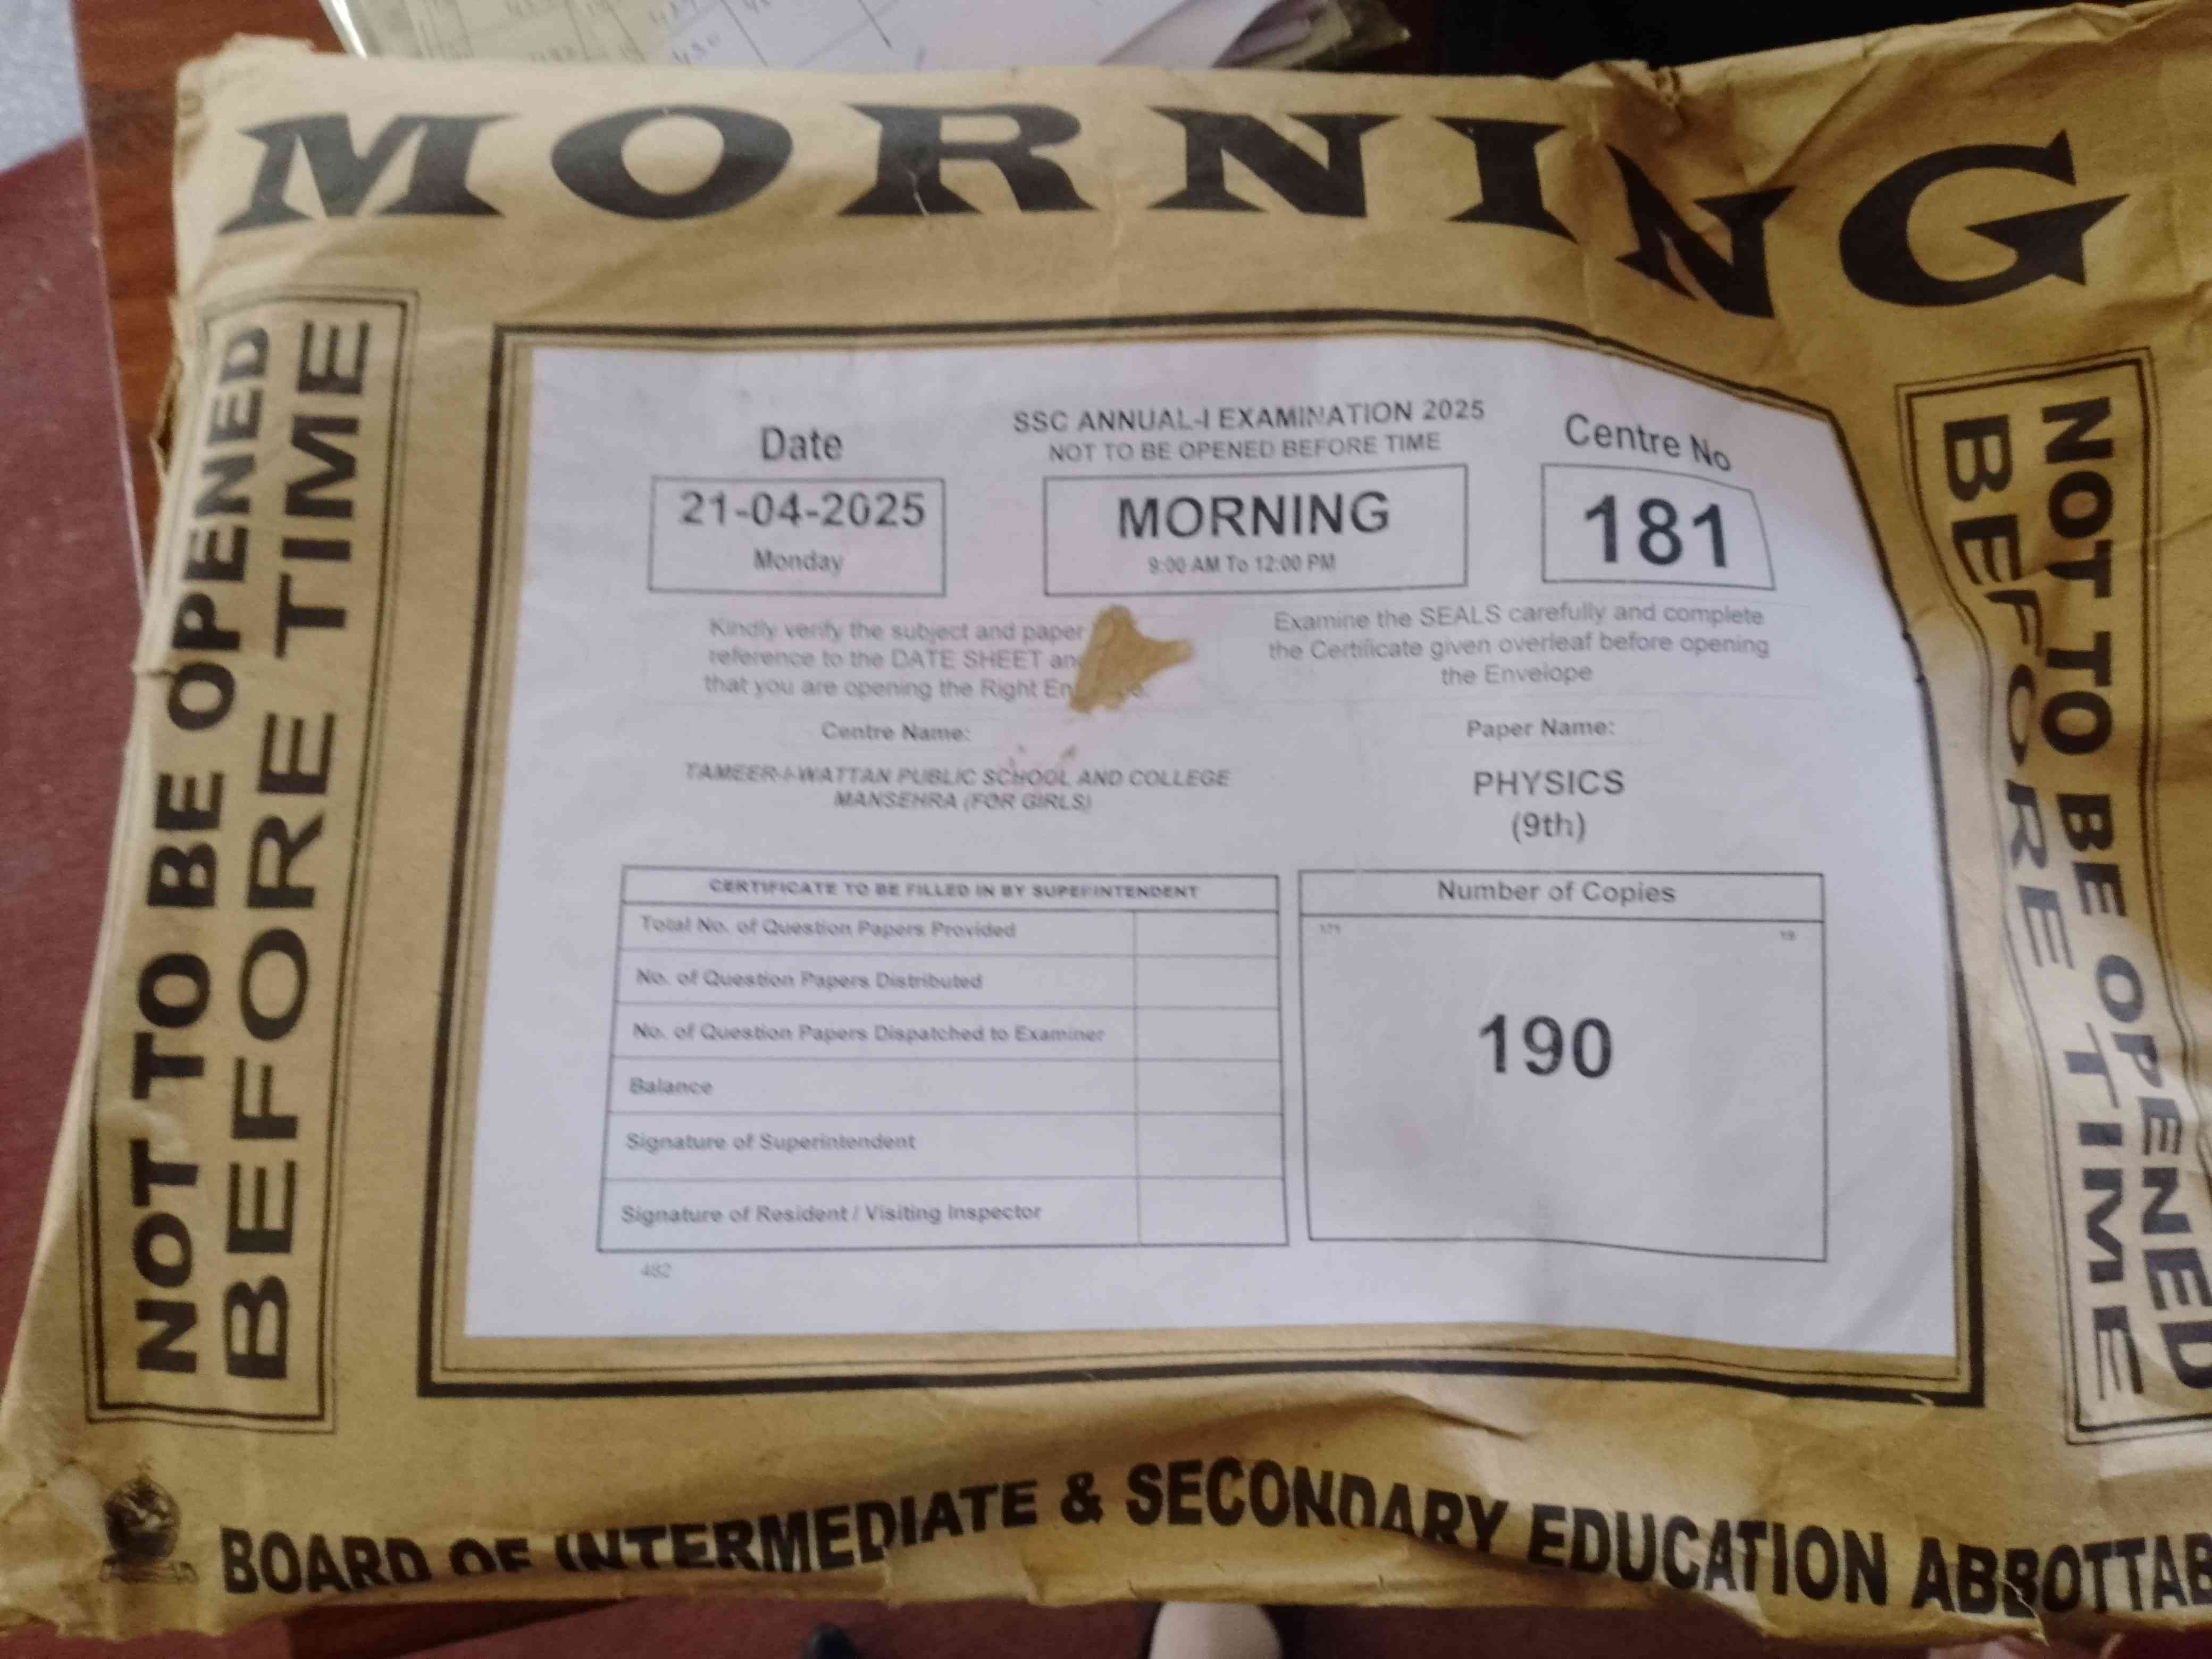 MORNING
NOT TO BE OPENED
BEFORE TIME
SSC ANNUAL-I EXAMINATION 2025
NOT TO BE OPENED BEFORE TIME
Date
21-04-2025
Monday
MORNING
9:00 AM To 12:00 PM
Centre No
181
Kindly verify the subject and paper
reference to the DATE SHEET an
that you are opening the Right En
Examine the SEALS carefully and complete
the Certificate given overleaf before opening
the Envelope
Centre Name:
TAMEER-I-WATTAN PUBLIC SCHOOL AND COLLEGE
MANSEHRA (FOR GIRLS)
Paper Name:
PHYSICS
(9th)
CERTIFICATE TO BE FILLED IN BY SUPERINTENDENT
Total No. of Question Papers Provided
No. of Question Papers Distributed
No. of Question Papers Dispatched to Examiner
Balance
Signature of Superintendent
Signature of Resident / Visiting Inspector
482
Number of Copies
171 19
190
NOT TO BE OPENED
BEFORE TIME
BOARD OF INTERMEDIATE & SECONDARY EDUCATION ABBOTTAB